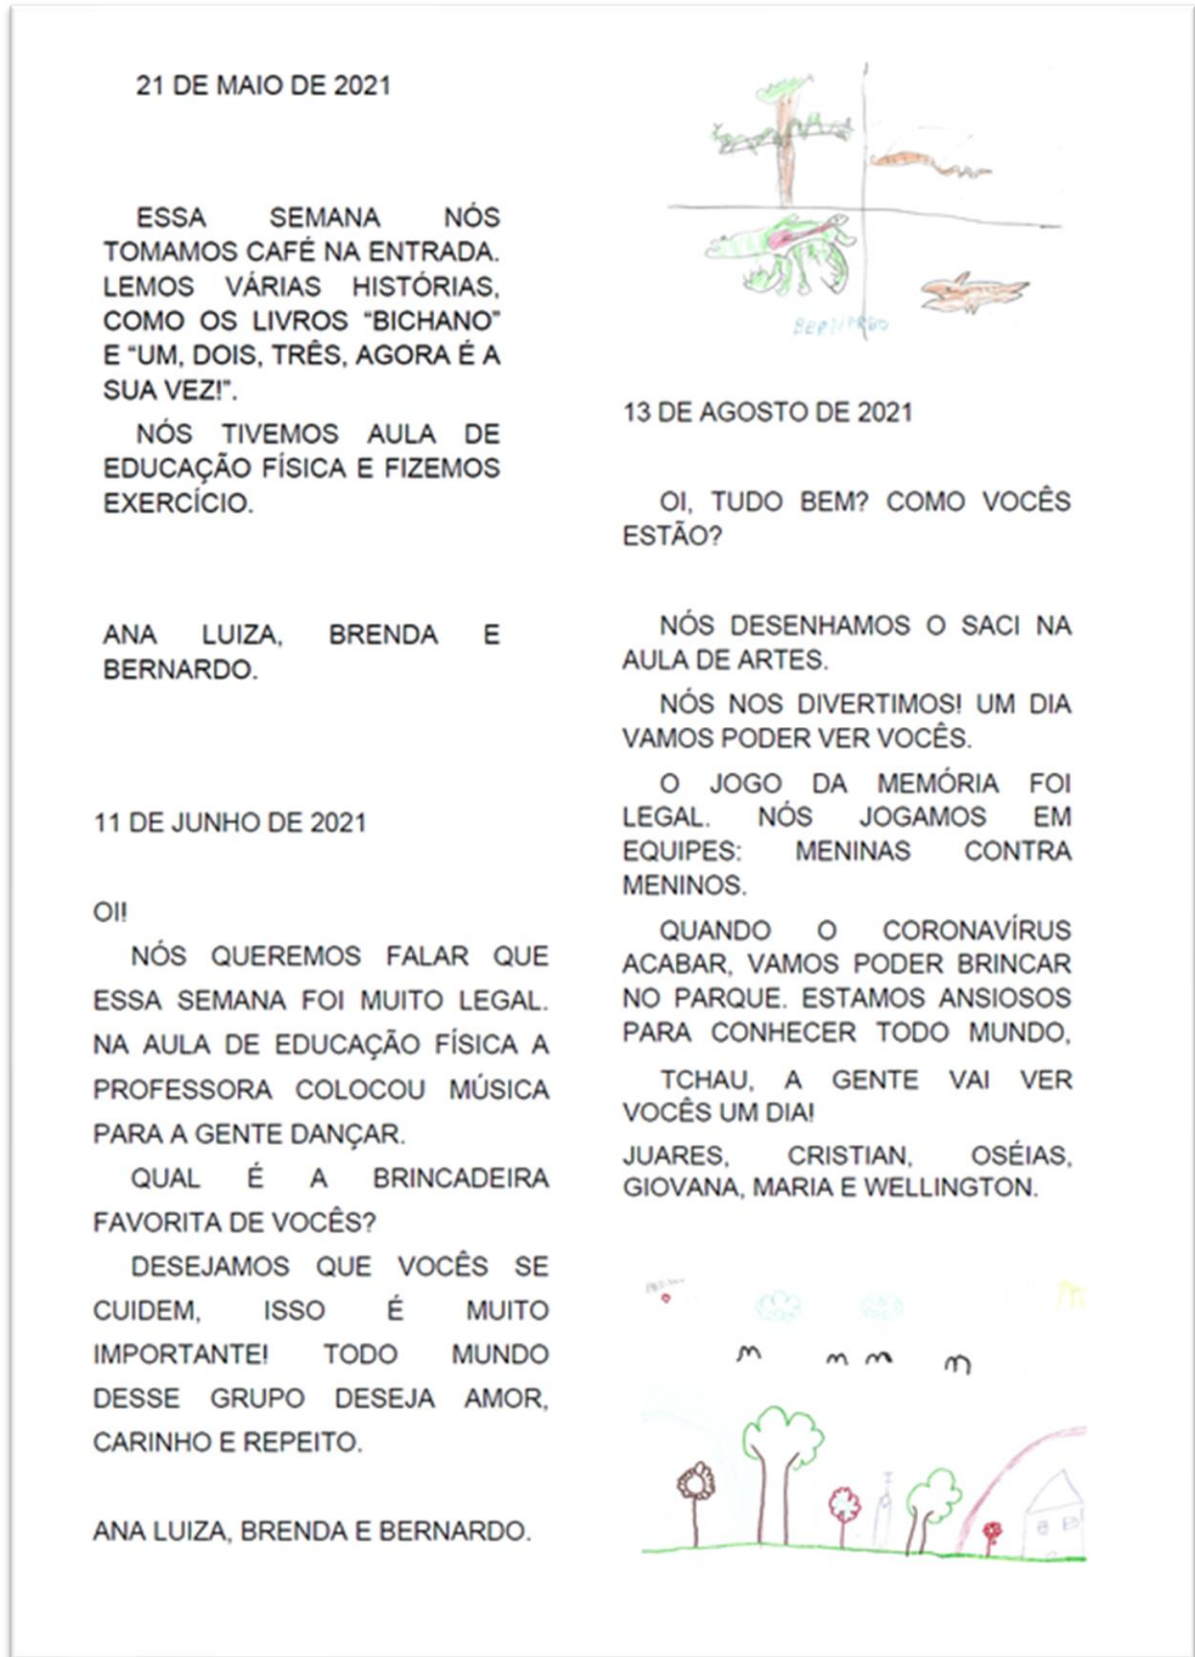 21 DE MAIO DE 2021
ESSA SEMANA NÓS
TOMAMOS CAFÉ NA ENTRADA.
LEMOS VÁRIAS HISTÓRIAS,
COMO OS LIVROS “BICHANO”
E “UM, DOIS, TRÊS, AGORA É A
SUA VEZ!”.
NÓS TIVEMOS AULA DE
EDUCAÇÃO FÍSICA E FIZEMOS
EXERCÍCIO.
ANA LUIZA, BRENDA E
BERNARDO.
11 DE JUNHO DE 2021
OI!
NÓS QUEREMOS FALAR QUE
ESSA SEMANA FOI MUITO LEGAL.
NA AULA DE EDUCAÇÃO FÍSICA A
PROFESSORA COLOCOU MÚSICA
PARA A GENTE DANÇAR.
QUAL É A BRINCADEIRA
FAVORITA DE VOCÊS?
DESEJAMOS QUE VOCÊS SE
CUIDEM, ISSO É MUITO
IMPORTANTE! TODO MUNDO
DESSE GRUPO DESEJA AMOR,
CARINHO E REPEITO.
ANA LUIZA, BRENDA E BERNARDO.
13 DE AGOSTO DE 2021
OI, TUDO BEM? COMO VOCÊS
ESTÃO?
NÓS DESENHAMOS O SACI NA
AULA DE ARTES.
NÓS NOS DIVERTIMOS! UM DIA
VAMOS PODER VER VOCÊS.
O JOGO DA MEMÓRIA FOI
LEGAL. NÓS JOGAMOS EM
EQUIPES: MENINAS CONTRA
MENINOS.
QUANDO O CORONAVÍRUS
ACABAR, VAMOS PODER BRINCAR
NO PARQUE. ESTAMOS ANSIOSOS
PARA CONHECER TODO MUNDO,
TCHAU, A GENTE VAI VER
VOCÊS UM DIA!
JUARES, CRISTIAN, OSÉIAS,
GIOVANA, MARIA E WELLINGTON.